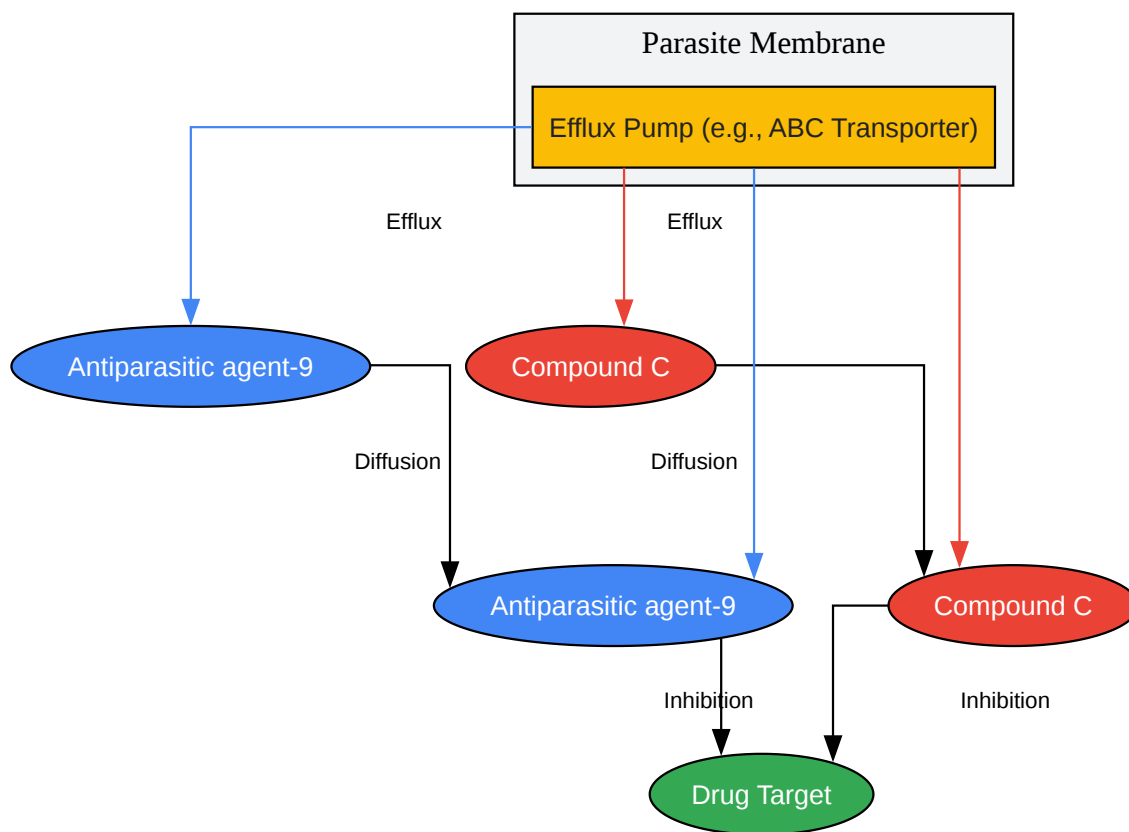 Parasite Membrane
Efflux Pump (e.g., ABC Transporter)
Efflux
Efflux
Antiparasitic agent-9
Compound C
Diffusion
Diffusion
Antiparasitic agent-9
Compound C
Inhibition
Inhibition
Drug Target